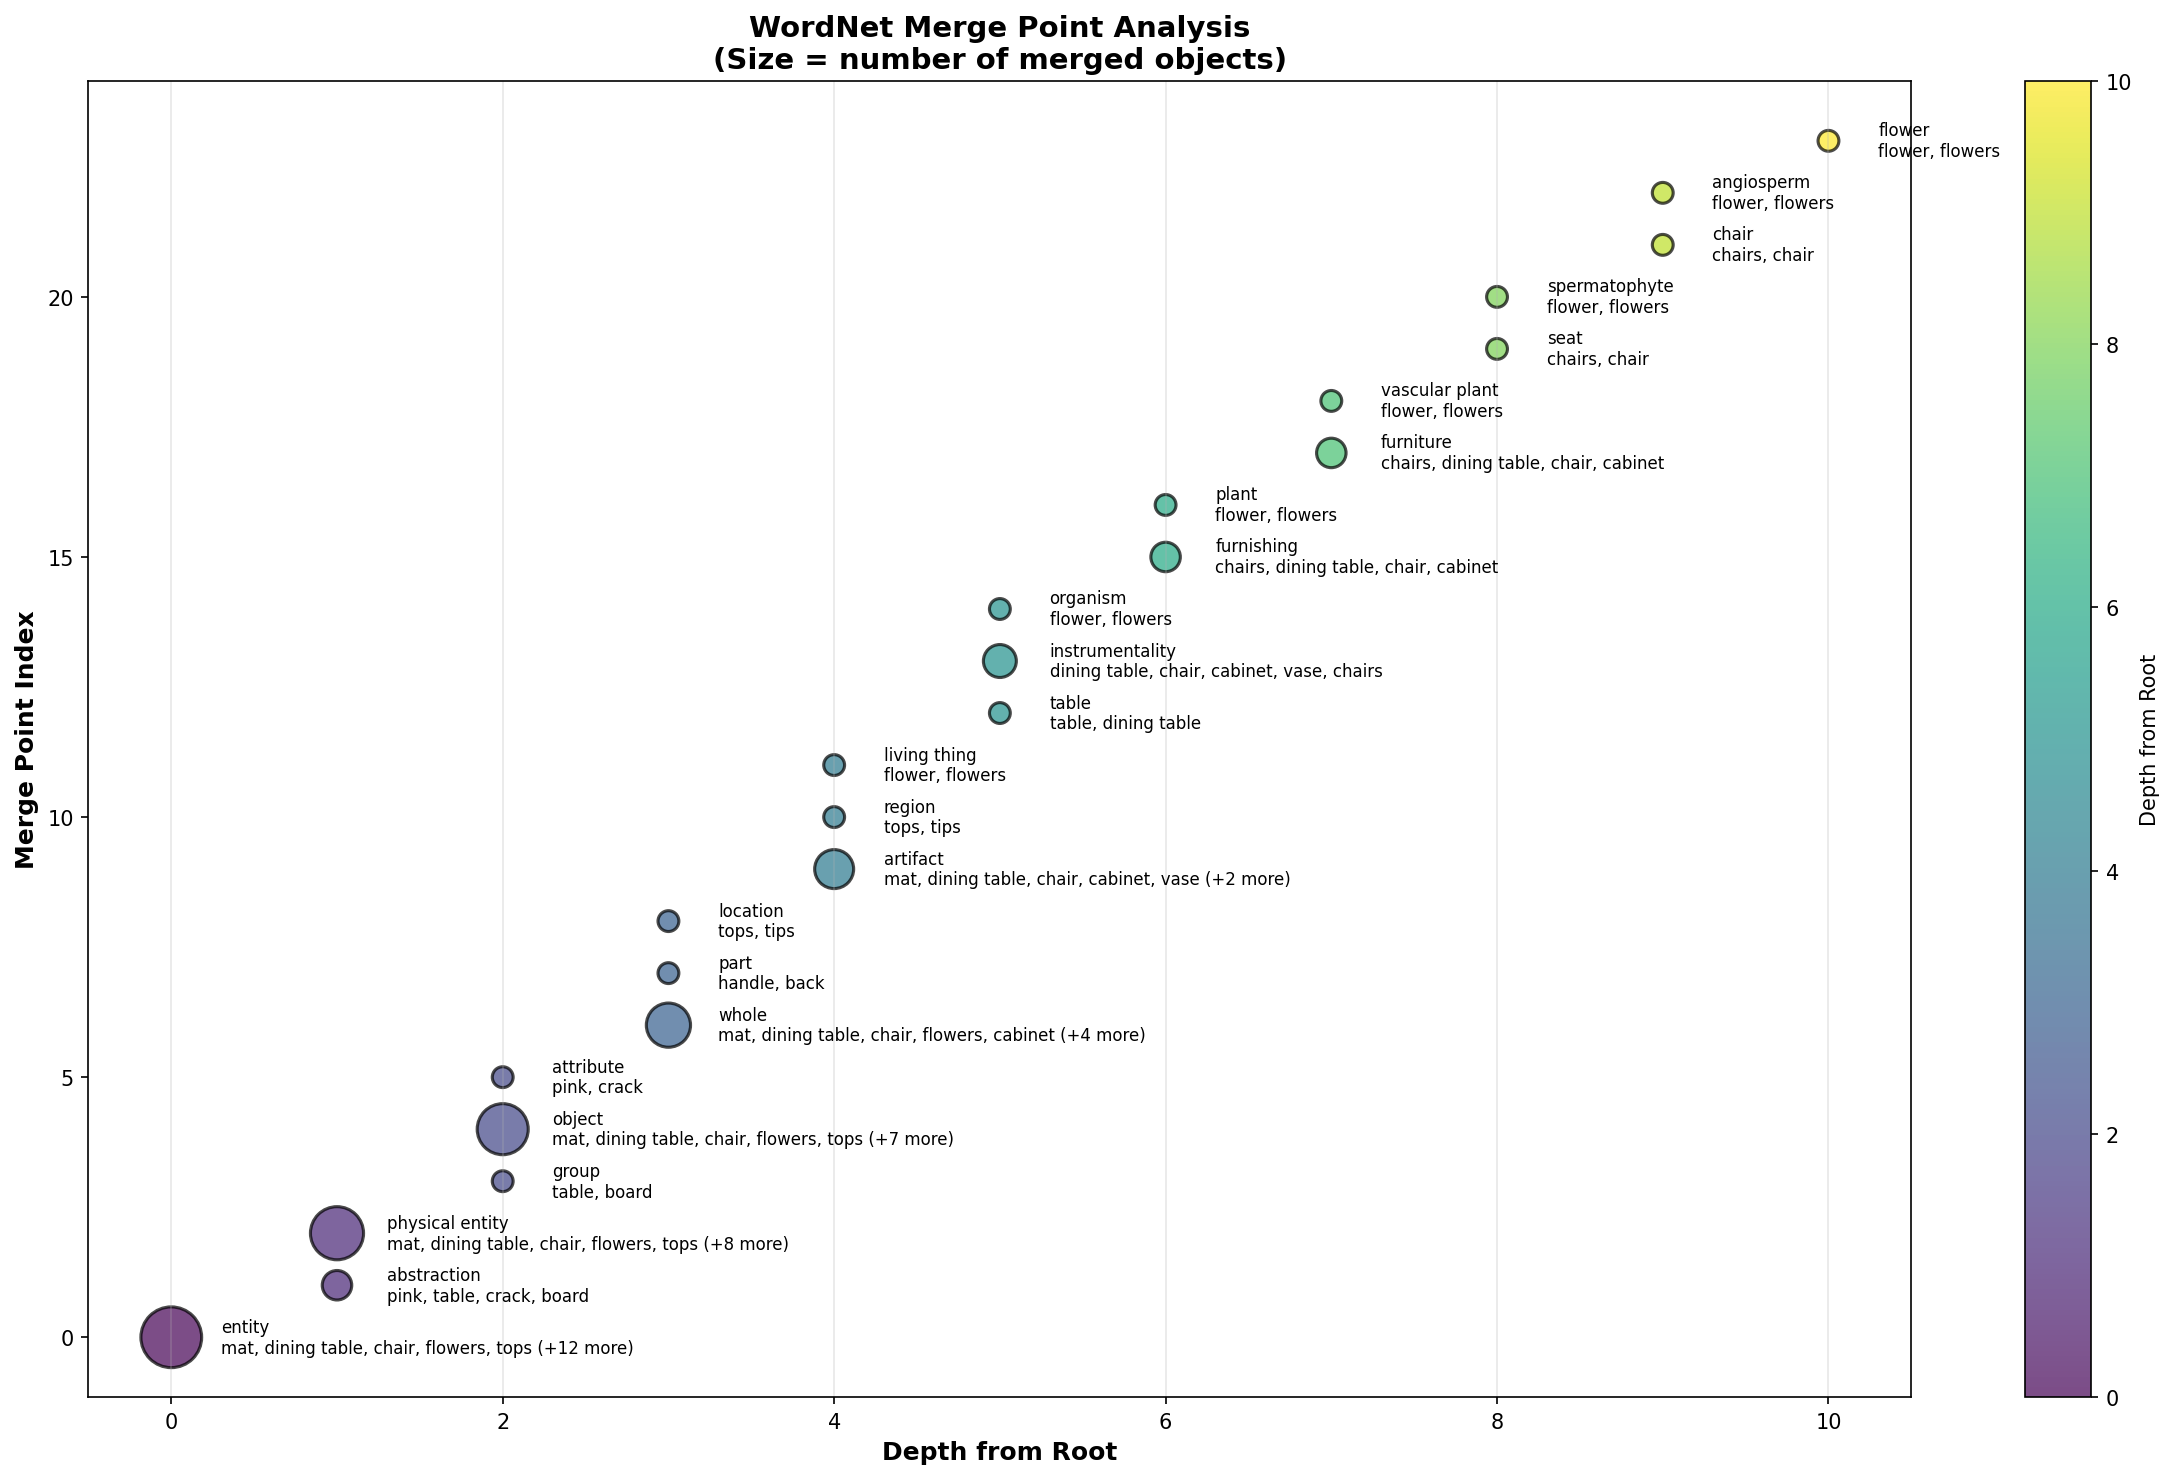 WordNet Merge Point Analysis
(Size = number of merged objects)
10
flower
flower, flowers
angiosperm
flower, flowers
chair
chairs, chair
20
spermatophyte
flower, flowers
seat
chairs, chair
8
vascular plant
flower, flowers
furniture
chairs, dining table, chair, cabinet
plant
flower, flowers
15
furnishing
chairs, dining table, chair, cabinet
organism
flower, flowers
6
instrumentality
dining table, chair, cabinet, vase, chairs
table
table, dining table
Merge Point Index
Depth from Root
living thing
flower, flowers
10
region
tops, tips
artifact
mat, dining table, chair, cabinet, vase (+2 more)
4
location
tops, tips
part
handle, back
whole
mat, dining table, chair, flowers, cabinet (+4 more)
5
attribute
pink, crack
object
mat, dining table, chair, flowers, tops (+7 more)
2
group
table, board
physical entity
mat, dining table, chair, flowers, tops (+8 more)
abstraction
pink, table, crack, board
0
entity
mat, dining table, chair, flowers, tops (+12 more)
0
0
2
4
6
8
10
Depth from Root